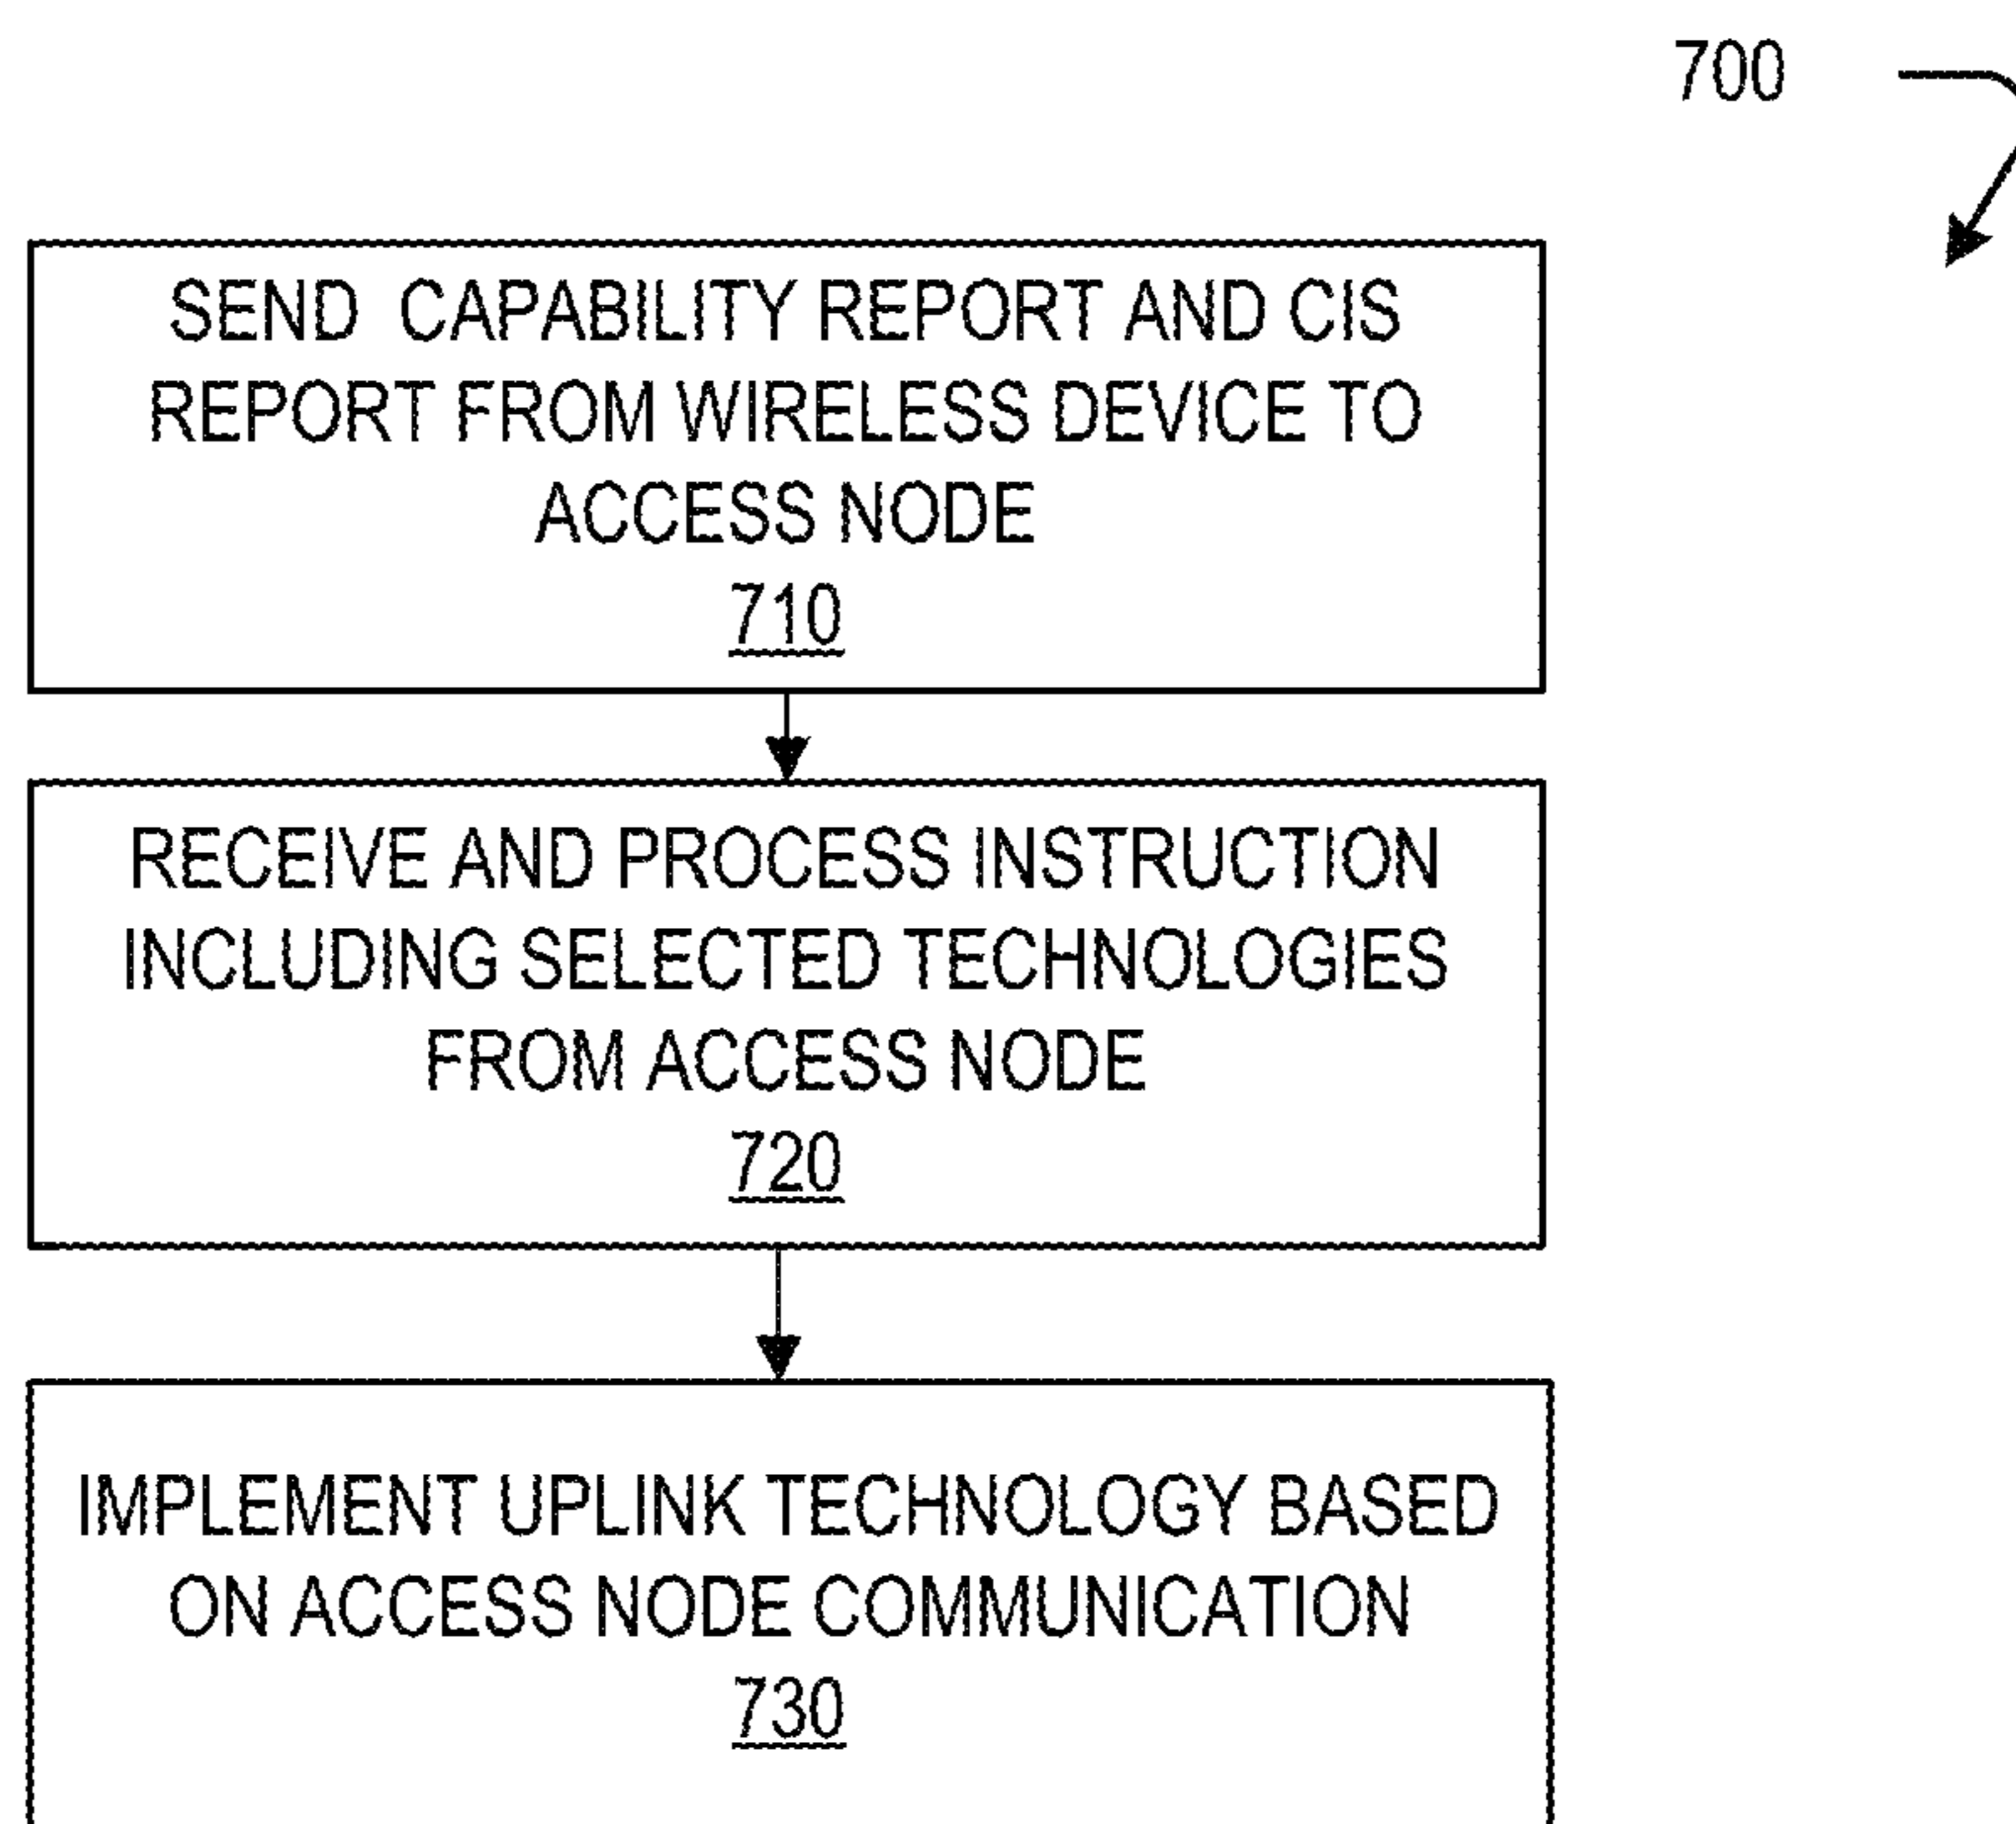 700
SEND CAPABILITY REPORT AND CIS
REPORT FROM WIRELESS DEVICE TO
ACCESS NODE
710
RECEIVE AND PROCESS INSTRUCTION
INCLUDING SELECTED TECHNOLOGIES
FROM ACCESS NODE
720
IMPLEMENT UPLINK TECHNOLOGY BASED
ON ACCESS NODE COMMUNICATION
730